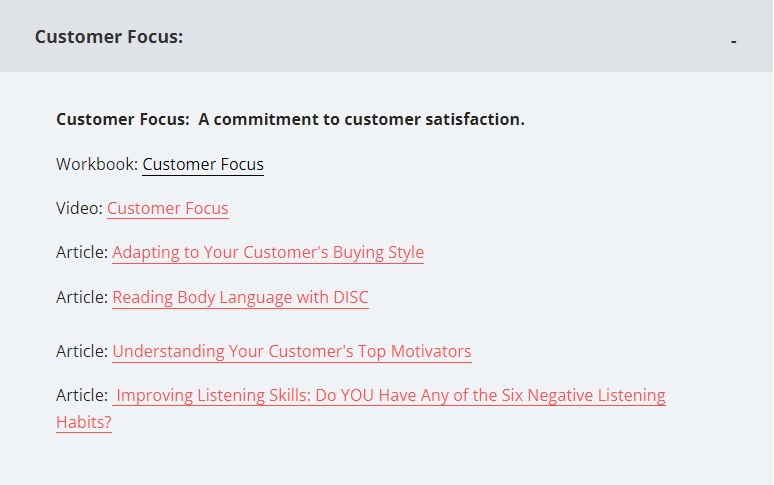 Customer Focus:
-
Customer Focus:  A commitment to customer satisfaction.
Workbook: Customer Focus
Video: Customer Focus
Article: Adapting to Your Customer's Buying Style
Article: Reading Body Language with DISC
Article: Understanding Your Customer's Top Motivators
Article:  Improving Listening Skills: Do YOU Have Any of the Six Negative Listening
Habits?